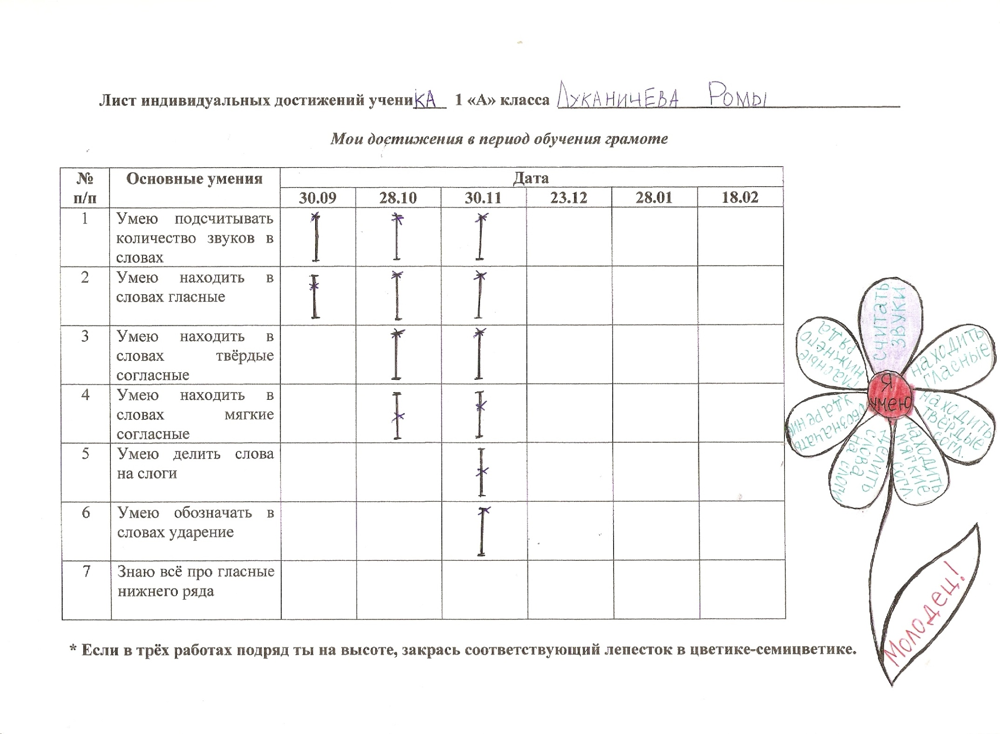 Лист индивидуальных достижений ученика 1 «А» класса Луканичева Ромы
Мои достижения в период обучения грамоте
№ п/п Основные умения Дата
30.09 28.10 30.11 23.12 28.01 18.02
1 Умею подсчитывать
количество звуков в
словах
2 Умею находить в
словах гласные
3 Умею находить в
словах твёрдые
согласные
4 Умею находить в
словах мягкие
согласные
5 Умею делить слова
на слоги
6 Умею обозначать в
словах ударение
7 Знаю всё про гласные
нижнего ряда
* Если в трёх работах подряд ты на высоте, закрась соответствующий лепесток в цветике-семицветике.
Я
умею
считать
звуки
находить
гласные
находить
твёрдые
согл.
находить
мягкие
согл.
делить
слова
на слоги
обозначать
ударение
гласные
нижнего
ряда
Молодец!